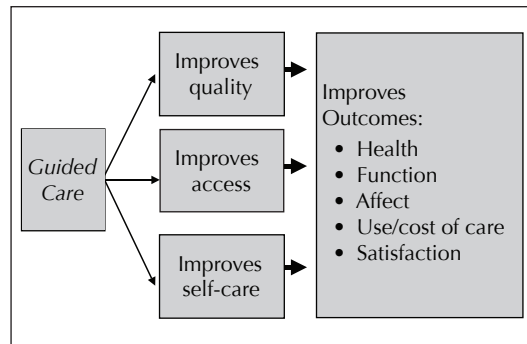 Guided
Care
Improves
quality
Improves
access
Improves
self-care
Improves
Outcomes:
• Health
• Function
• Affect
• Use/cost of care
• Satisfaction